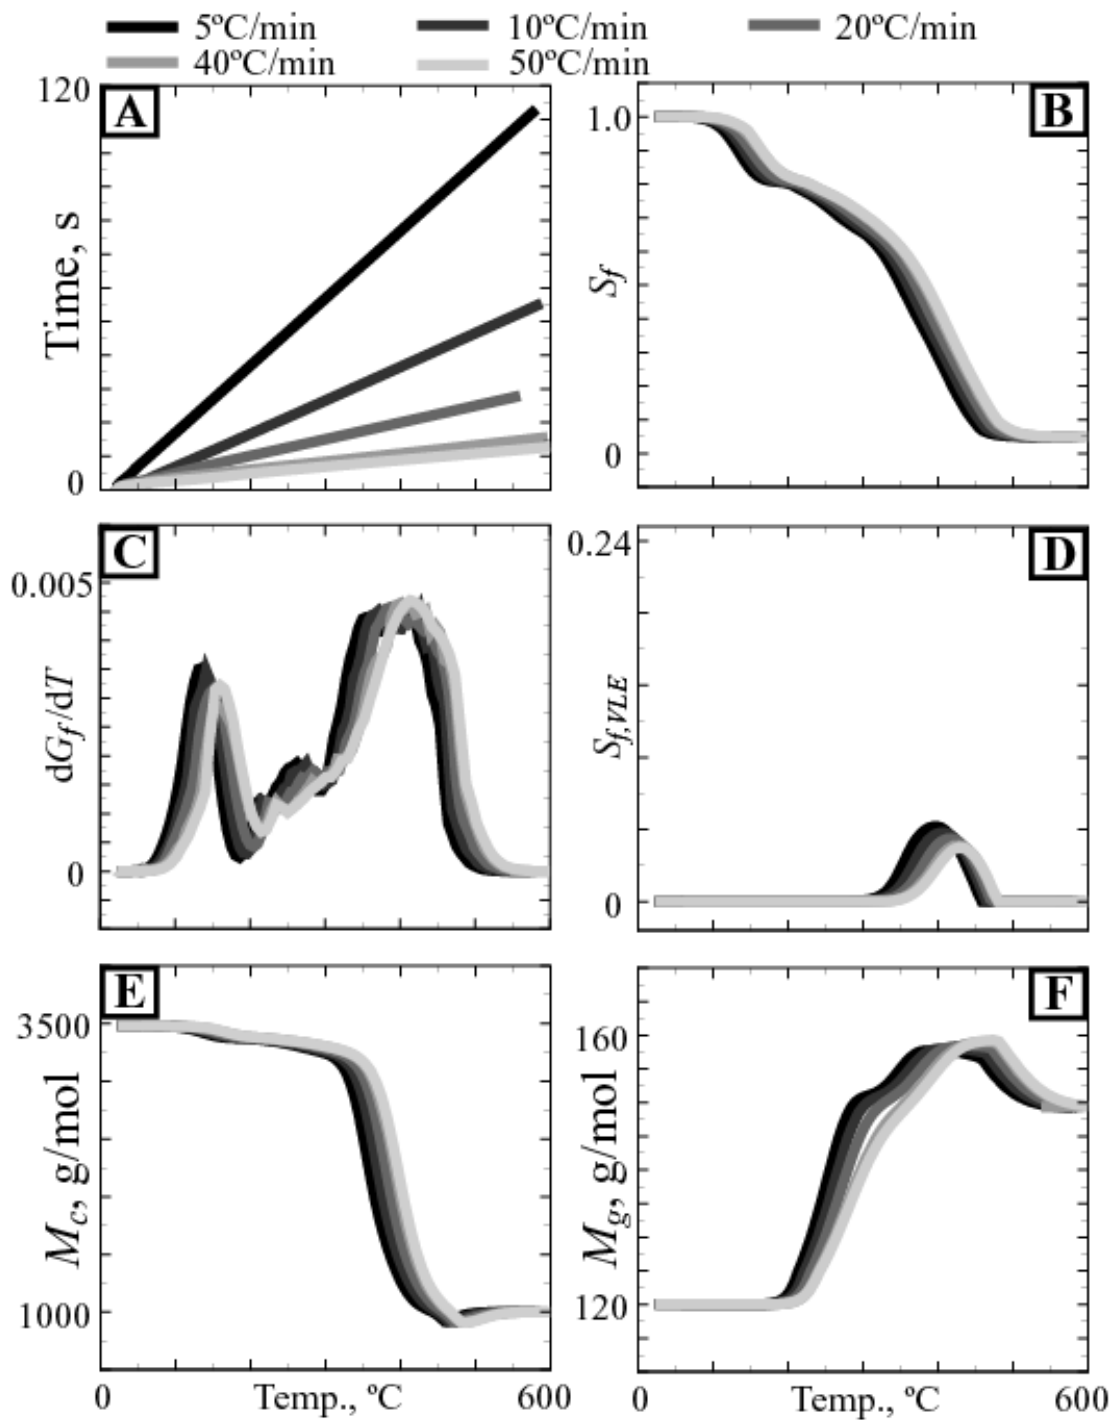 5ºC/min 10ºC/min 20ºC/min
40ºC/min 50ºC/min
120
A
Time, s
0
B
1.0
Sf
0
C
0.005
dGf/dT
0
D
0.24
Sf,VLE
0
E
3500
Mc, g/mol
1000
0 Temp., ºC 600
F
160
Mg, g/mol
120
0 Temp., ºC 600